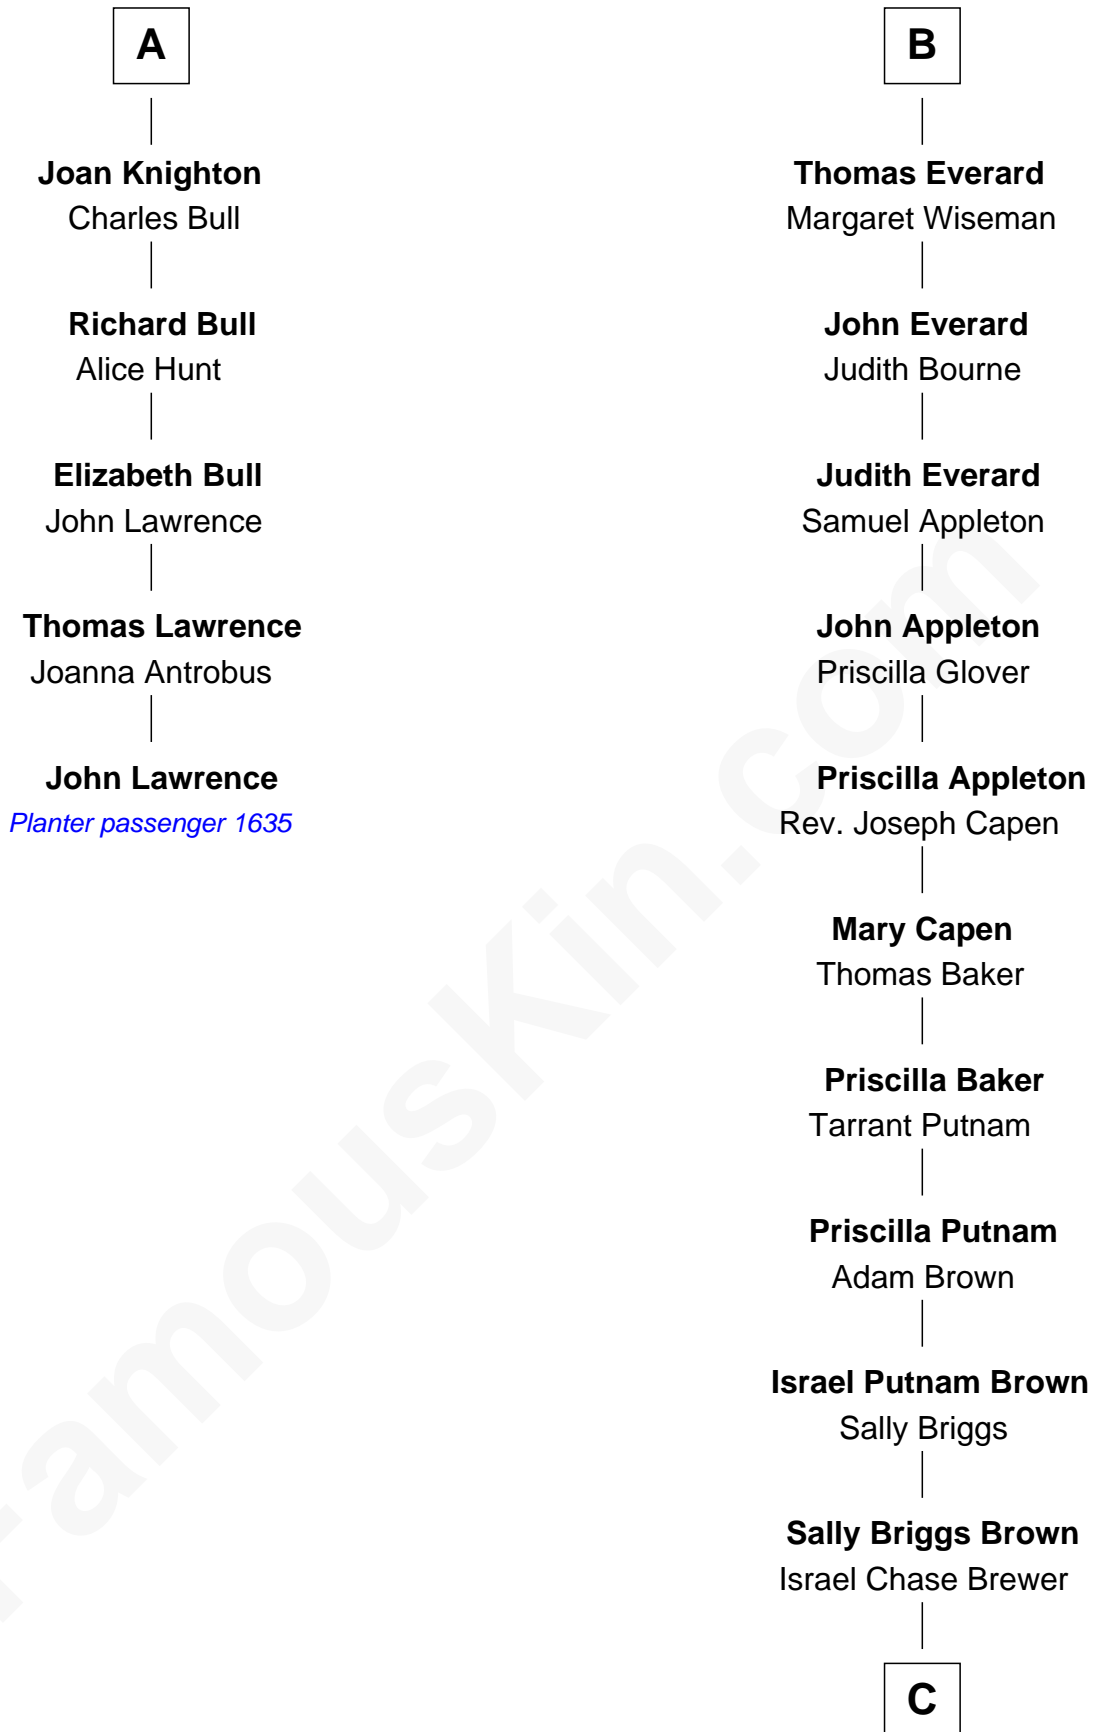 A
Joan Knighton
Charles Bull
Richard Bull
Alice Hunt
Elizabeth Bull
John Lawrence
Thomas Lawrence
Joanna Antrobus
John Lawrence
Planter passenger 1635
B
Thomas Everard
Margaret Wiseman
John Everard
Judith Bourne
Judith Everard
Samuel Appleton
John Appleton
Priscilla Glover
Priscilla Appleton
Rev. Joseph Capen
Mary Capen
Thomas Baker
Priscilla Baker
Tarrant Putnam
Priscilla Putnam
Adam Brown
Israel Putnam Brown
Sally Briggs
Sally Briggs Brown
Israel Chase Brewer
C
FamousKin.com